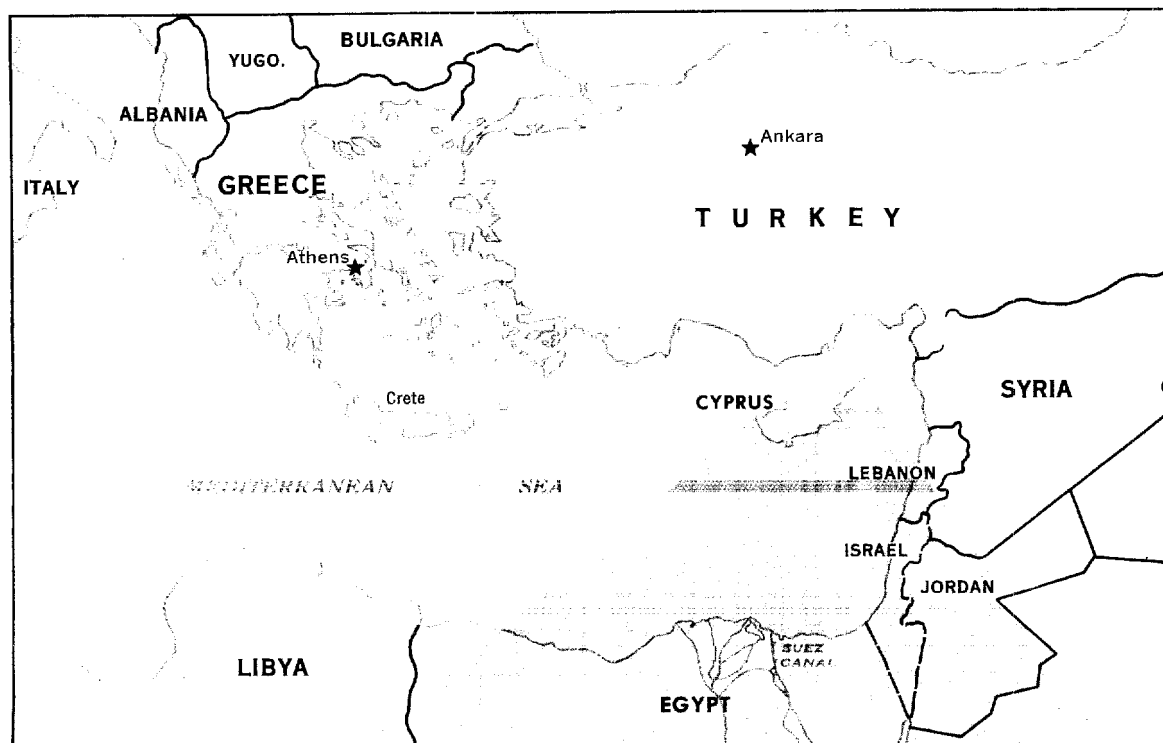 BULGARIA
YUGO.
ALBANIA
Ankara
ITALY
GREECE
TURKEY
Athens
SYRIA
Crete
CYPRUS
LEBANON
MEDITERRANEAN SEA
ISRAEL
JORDAN
SUEZ
CANAL
LIBYA
EGYPT